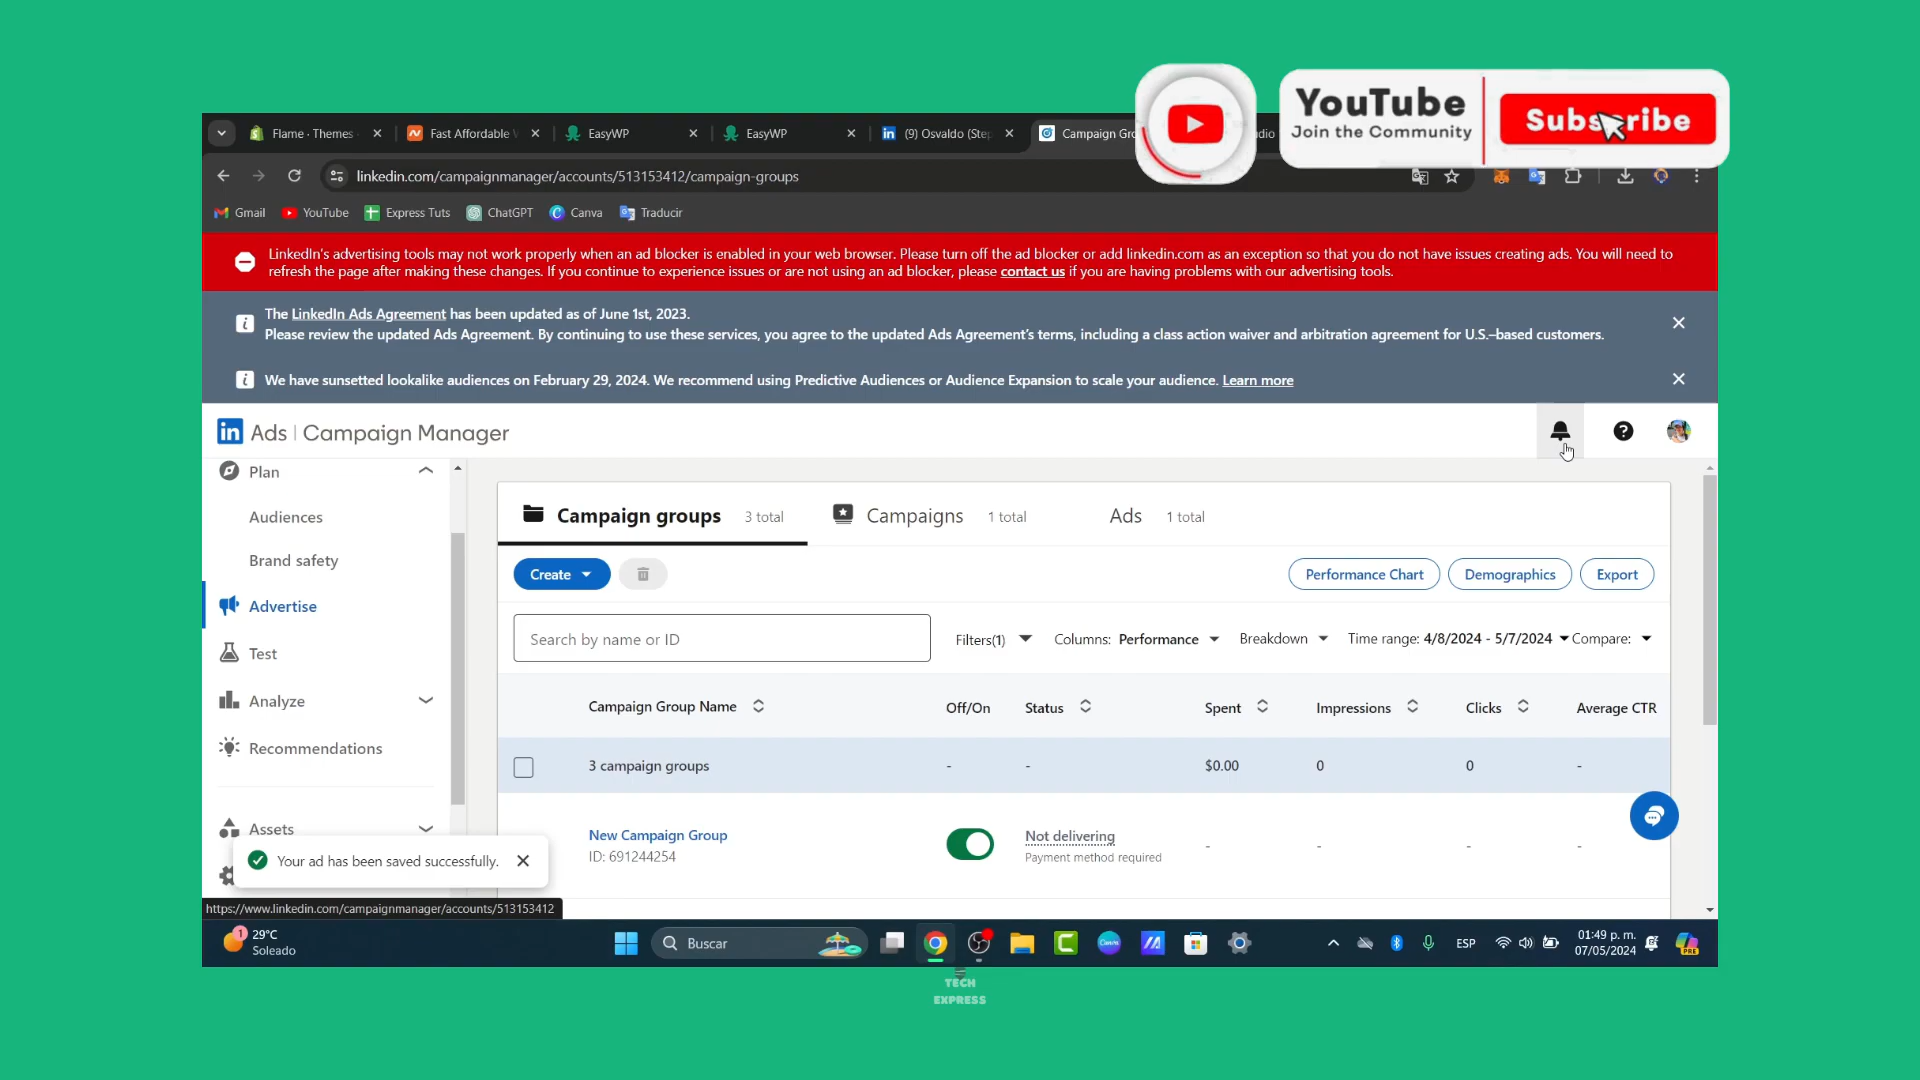 YouTube
Join the Community
Subscribe
Flame · Themes
Fast Affordable
EasyWP
EasyWP
(9) Osvaldo (Ste
Campaign Gro
udio
linkedin.com/campaignmanager/accounts/513153412/campaign-groups
Gmail
YouTube
Express Tuts
ChatGPT
Canva
Traducir
LinkedIn's advertising tools may not work properly when an ad blocker is enabled in your web browser. Please turn off the ad blocker or add linkedin.com as an exception so that you do not have issues creating ads. You will need to
refresh the page after making these changes. If you continue to experience issues or are not using an ad blocker, please contact us if you are having problems with our advertising tools.
The LinkedIn Ads Agreement has been updated as of June 1st, 2023.
Please review the updated Ads Agreement. By continuing to use these services, you agree to the updated Ads Agreement's terms, including a class action waiver and arbitration agreement for U.S.–based customers.
We have sunsetted lookalike audiences on February 29, 2024. We recommend using Predictive Audiences or Audience Expansion to scale your audience. Learn more
in Ads | Campaign Manager
Plan
Audiences
Brand safety
Advertise
Test
Analyze
Recommendations
Assets
Campaign groups 3 total
Campaigns 1 total
Ads 1 total
Create
Performance Chart
Demographics
Export
Search by name or ID
Filters(1)
Columns: Performance
Breakdown
Time range: 4/8/2024 - 5/7/2024
Compare:
Campaign Group Name
Off/On
Status
Spent
Impressions
Clicks
Average CTR
3 campaign groups - - $0.00 0 0 -
New Campaign Group
ID: 691244254
Not delivering
Payment method required
- - - -
Your ad has been saved successfully.
https://www.linkedin.com/campaignmanager/accounts/513153412
1
29°C
Soleado
Buscar
Canva
ESP
01:49 p. m.
07/05/2024
PRE
TECH
EXPRESS